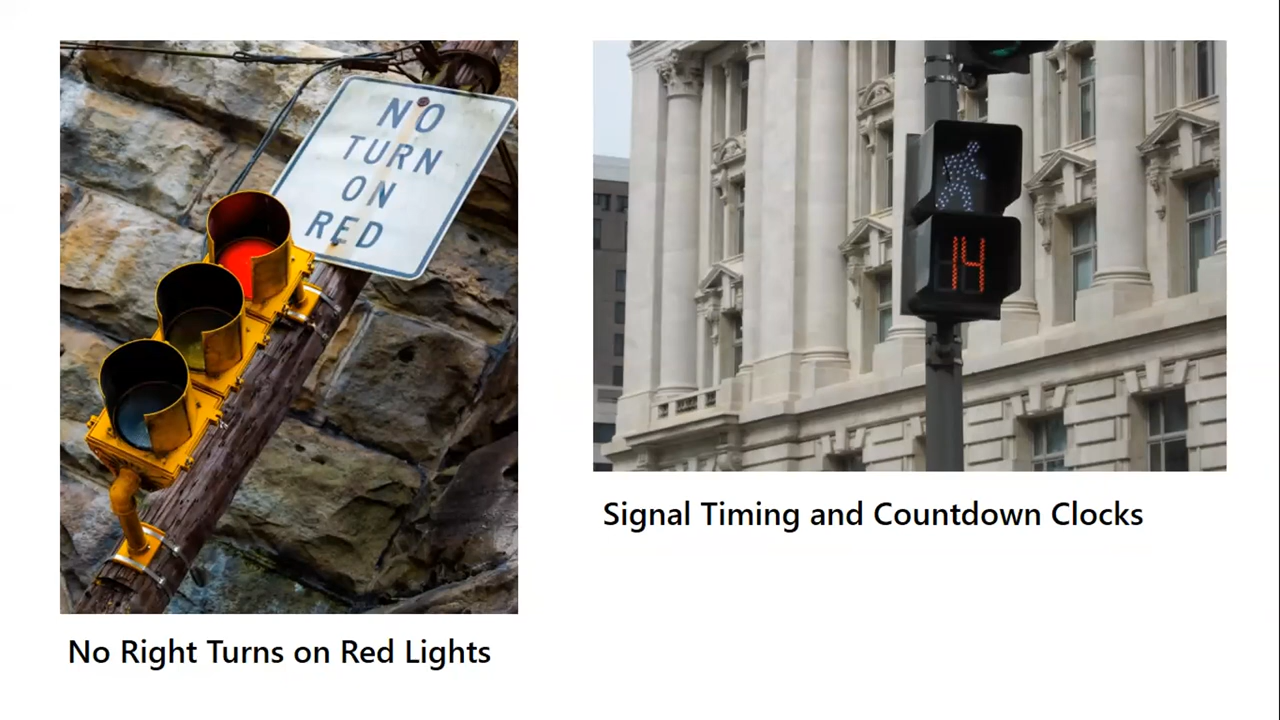 NO
TURN
ON
RED
No Right Turns on Red Lights
14
Signal Timing and Countdown Clocks